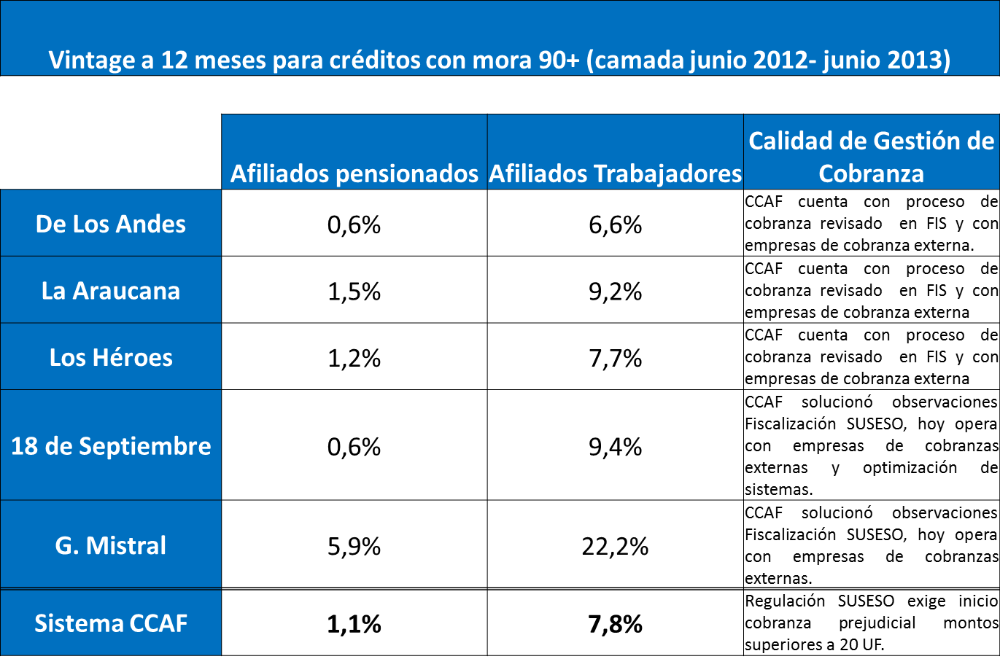 Vintage a 12 meses para créditos con mora 90+ (camada junio 2012- junio 2013)
Afiliados pensionados
Afiliados Trabajadores
Calidad de Gestión de
Cobranza
De Los Andes
0,6%
6,6%
CCAF cuenta con proceso de
cobranza revisado en FIS y con
empresas de cobranza externa.
La Araucana
1,5%
9,2%
CCAF cuenta con proceso de
cobranza revisado en FIS y con
empresas de cobranza externa
Los Héroes
1,2%
7,7%
CCAF cuenta con proceso de
cobranza revisado en FIS y con
empresas de cobranza externa
18 de Septiembre
0,6%
9,4%
CCAF solucionó observaciones
Fiscalización SUSESO, hoy opera
con empresas de cobranzas
externas y optimización de
sistemas.
G. Mistral
5,9%
22,2%
CCAF solucionó observaciones
Fiscalización SUSESO, hoy opera
con empresas de cobranzas
externas.
Sistema CCAF
1,1%
7,8%
Regulación SUSESO exige inicio
cobranza prejudicial montos
superiores a 20 UF.